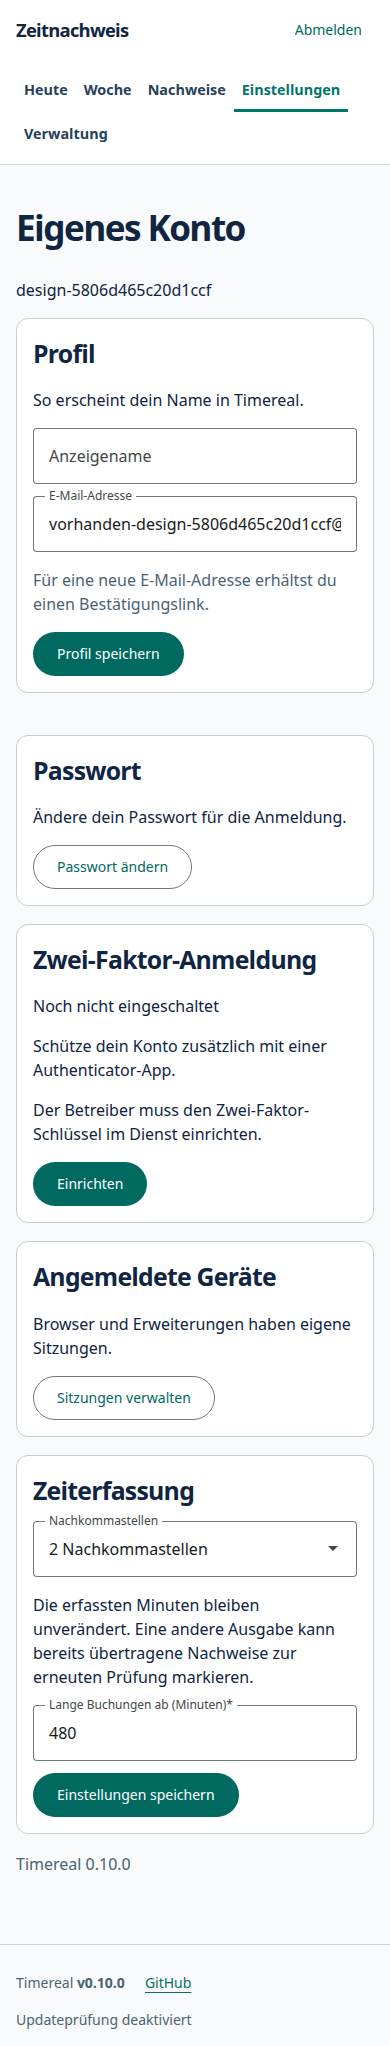 Zeitnachweis
Abmelden
Heute
Woche
Nachweise
Einstellungen
Verwaltung
Eigenes Konto
design-5806d465c20d1ccf
Profil
So erscheint dein Name in Timereal.
Anzeigename
E-Mail-Adresse
vorhanden-design-5806d465c20d1ccf@
Für eine neue E-Mail-Adresse erhältst du
einen Bestätigungslink.
Profil speichern
Passwort
Ändere dein Passwort für die Anmeldung.
Passwort ändern
Zwei-Faktor-Anmeldung
Noch nicht eingeschaltet
Schütze dein Konto zusätzlich mit einer
Authenticator-App.
Der Betreiber muss den Zwei-Faktor-
Schlüssel im Dienst einrichten.
Einrichten
Angemeldete Geräte
Browser und Erweiterungen haben eigene
Sitzungen.
Sitzungen verwalten
Zeiterfassung
Nachkommastellen
2 Nachkommastellen
Die erfassten Minuten bleiben
unverändert. Eine andere Ausgabe kann
bereits übertragene Nachweise zur
erneuten Prüfung markieren.
Lange Buchungen ab (Minuten)*
480
Einstellungen speichern
Timereal 0.10.0
Timereal v0.10.0
GitHub
Updateprüfung deaktiviert